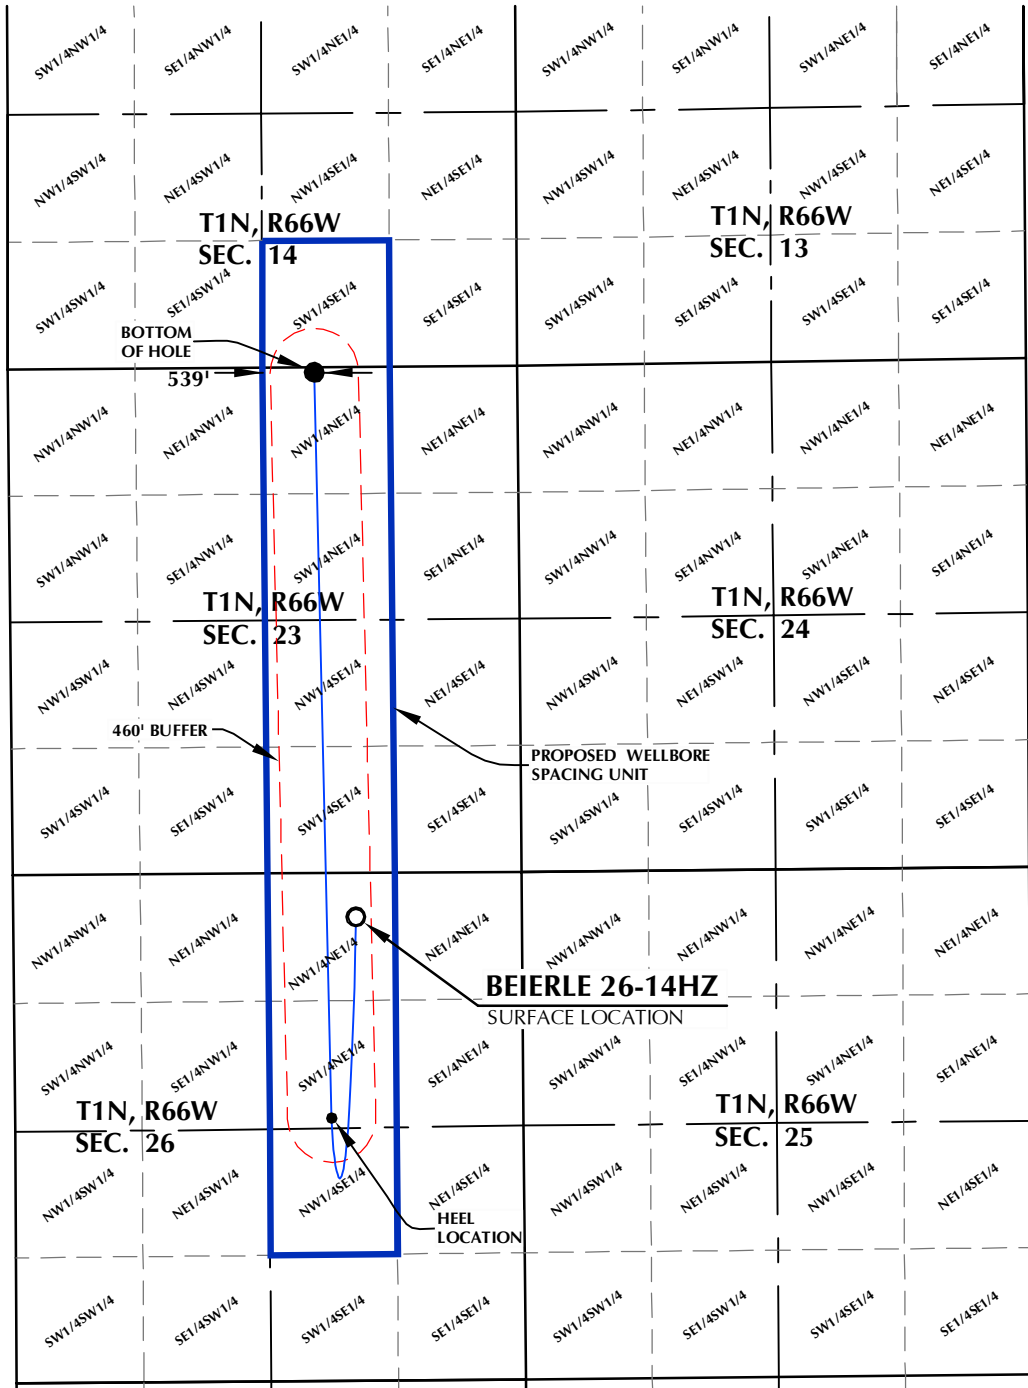 SW1/4NW1/4 SE1/4NW1/4 SW1/4NE1/4 SE1/4NE1/4 SW1/4NW1/4 SE1/4NW1/4 SW1/4NE1/4 SE1/4NE1/4
NW1/4SW1/4 NE1/4SW1/4 NW1/4SE1/4 NE1/4SE1/4 NW1/4SW1/4 NE1/4SW1/4 NW1/4SE1/4 NE1/4SE1/4
T1N, R66W
SEC. 14
T1N, R66W
SEC. 13
SW1/4SW1/4 SE1/4SW1/4 SW1/4SE1/4 SE1/4SE1/4 SW1/4SW1/4 SE1/4SW1/4 SW1/4SE1/4 SE1/4SE1/4
BOTTOM
OF HOLE
539'
NW1/4NW1/4 NE1/4NW1/4 NW1/4NE1/4 NE1/4NE1/4 NW1/4NW1/4 NE1/4NW1/4 NW1/4NE1/4 NE1/4NE1/4
SW1/4NW1/4 SE1/4NW1/4 SW1/4NE1/4 SE1/4NE1/4 SW1/4NW1/4 SE1/4NW1/4 SW1/4NE1/4 SE1/4NE1/4
T1N, R66W
SEC. 23
T1N, R66W
SEC. 24
NW1/4SW1/4 NE1/4SW1/4 NW1/4SE1/4 NE1/4SE1/4 NW1/4SW1/4 NE1/4SW1/4 NW1/4SE1/4 NE1/4SE1/4
460' BUFFER
PROPOSED WELLBORE
SPACING UNIT
SW1/4SW1/4 SE1/4SW1/4 SW1/4SE1/4 SE1/4SE1/4 SW1/4SW1/4 SE1/4SW1/4 SW1/4SE1/4 SE1/4SE1/4
NW1/4NW1/4 NE1/4NW1/4 NW1/4NE1/4 NE1/4NE1/4 NW1/4NW1/4 NE1/4NW1/4 NW1/4NE1/4 NE1/4NE1/4
BEIERLE 26-14HZ
SURFACE LOCATION
SW1/4NW1/4 SE1/4NW1/4 SW1/4NE1/4 SE1/4NE1/4 SW1/4NW1/4 SE1/4NW1/4 SW1/4NE1/4 SE1/4NE1/4
T1N, R66W
SEC. 26
T1N, R66W
SEC. 25
NW1/4SW1/4 NE1/4SW1/4 NW1/4SE1/4 NE1/4SE1/4 NW1/4SW1/4 NE1/4SW1/4 NW1/4SE1/4 NE1/4SE1/4
HEEL
LOCATION
SW1/4SW1/4 SE1/4SW1/4 SW1/4SE1/4 SE1/4SE1/4 SW1/4SW1/4 SE1/4SW1/4 SW1/4SE1/4 SE1/4SE1/4